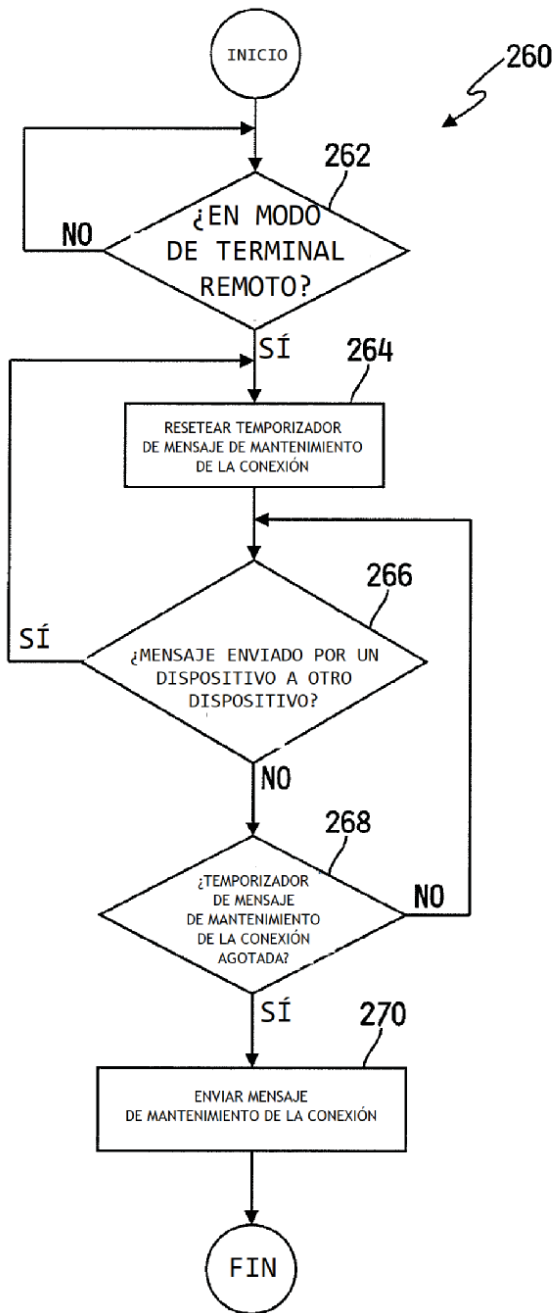 INICIO
260
262
¿EN MODO
DE TERMINAL
REMOTO?
NO
SÍ
264
RESETEAR TEMPORIZADOR
DE MENSAJE DE MANTENIMIENTO
DE LA CONEXIÓN
266
SÍ
¿MENSAJE ENVIADO POR UN
DISPOSITIVO A OTRO
DISPOSITIVO?
NO
268
¿TEMPORIZADOR
DE MENSAJE
DE MANTENIMIENTO
DE LA CONEXIÓN
AGOTADA?
NO
SÍ
270
ENVIAR MENSAJE
DE MANTENIMIENTO DE LA CONEXIÓN
FIN